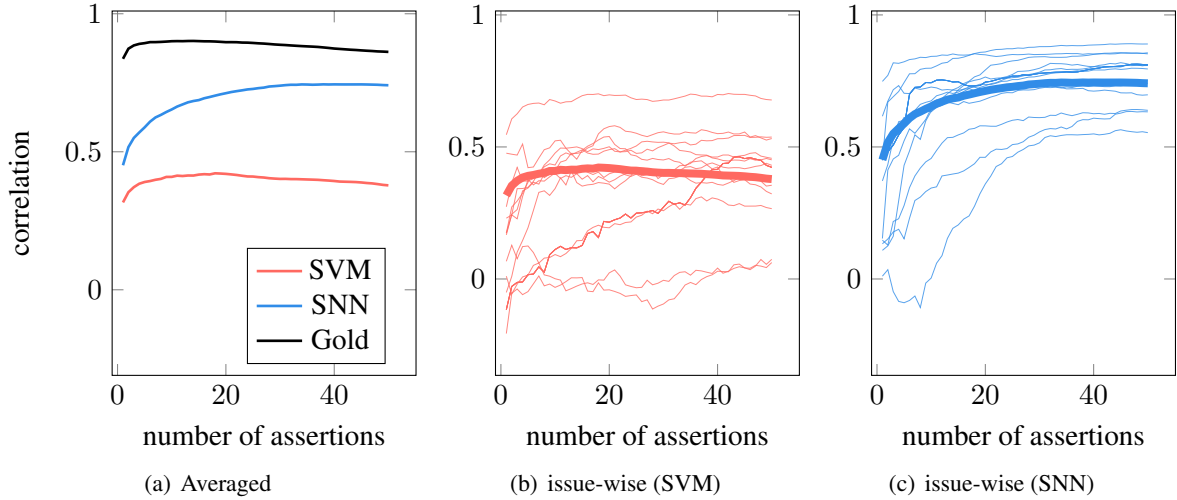 1
0.5
0
correlation
SVM
SNN
Gold
0 20 40
number of assertions
(a) Averaged
1
0.5
0
0 20 40
number of assertions
(b) issue-wise (SVM)
1
0.5
0
0 20 40
number of assertions
(c) issue-wise (SNN)